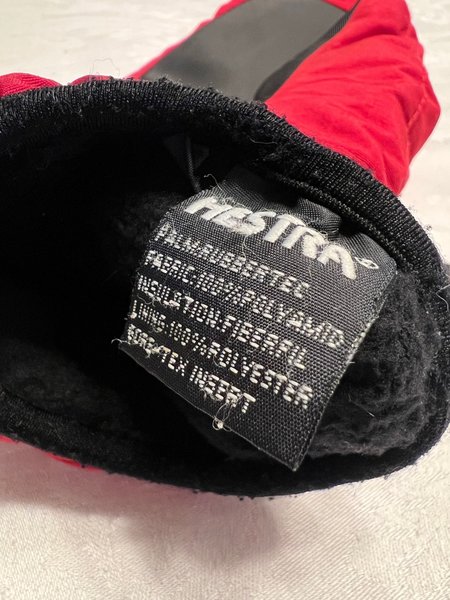 HESTRA®
PALM:RUBBERTEC
FABRIC:100%POLYAMID
INSULATION:FIBERFIL
LINING:100%POLYESTER
GORE-TEX INSERT